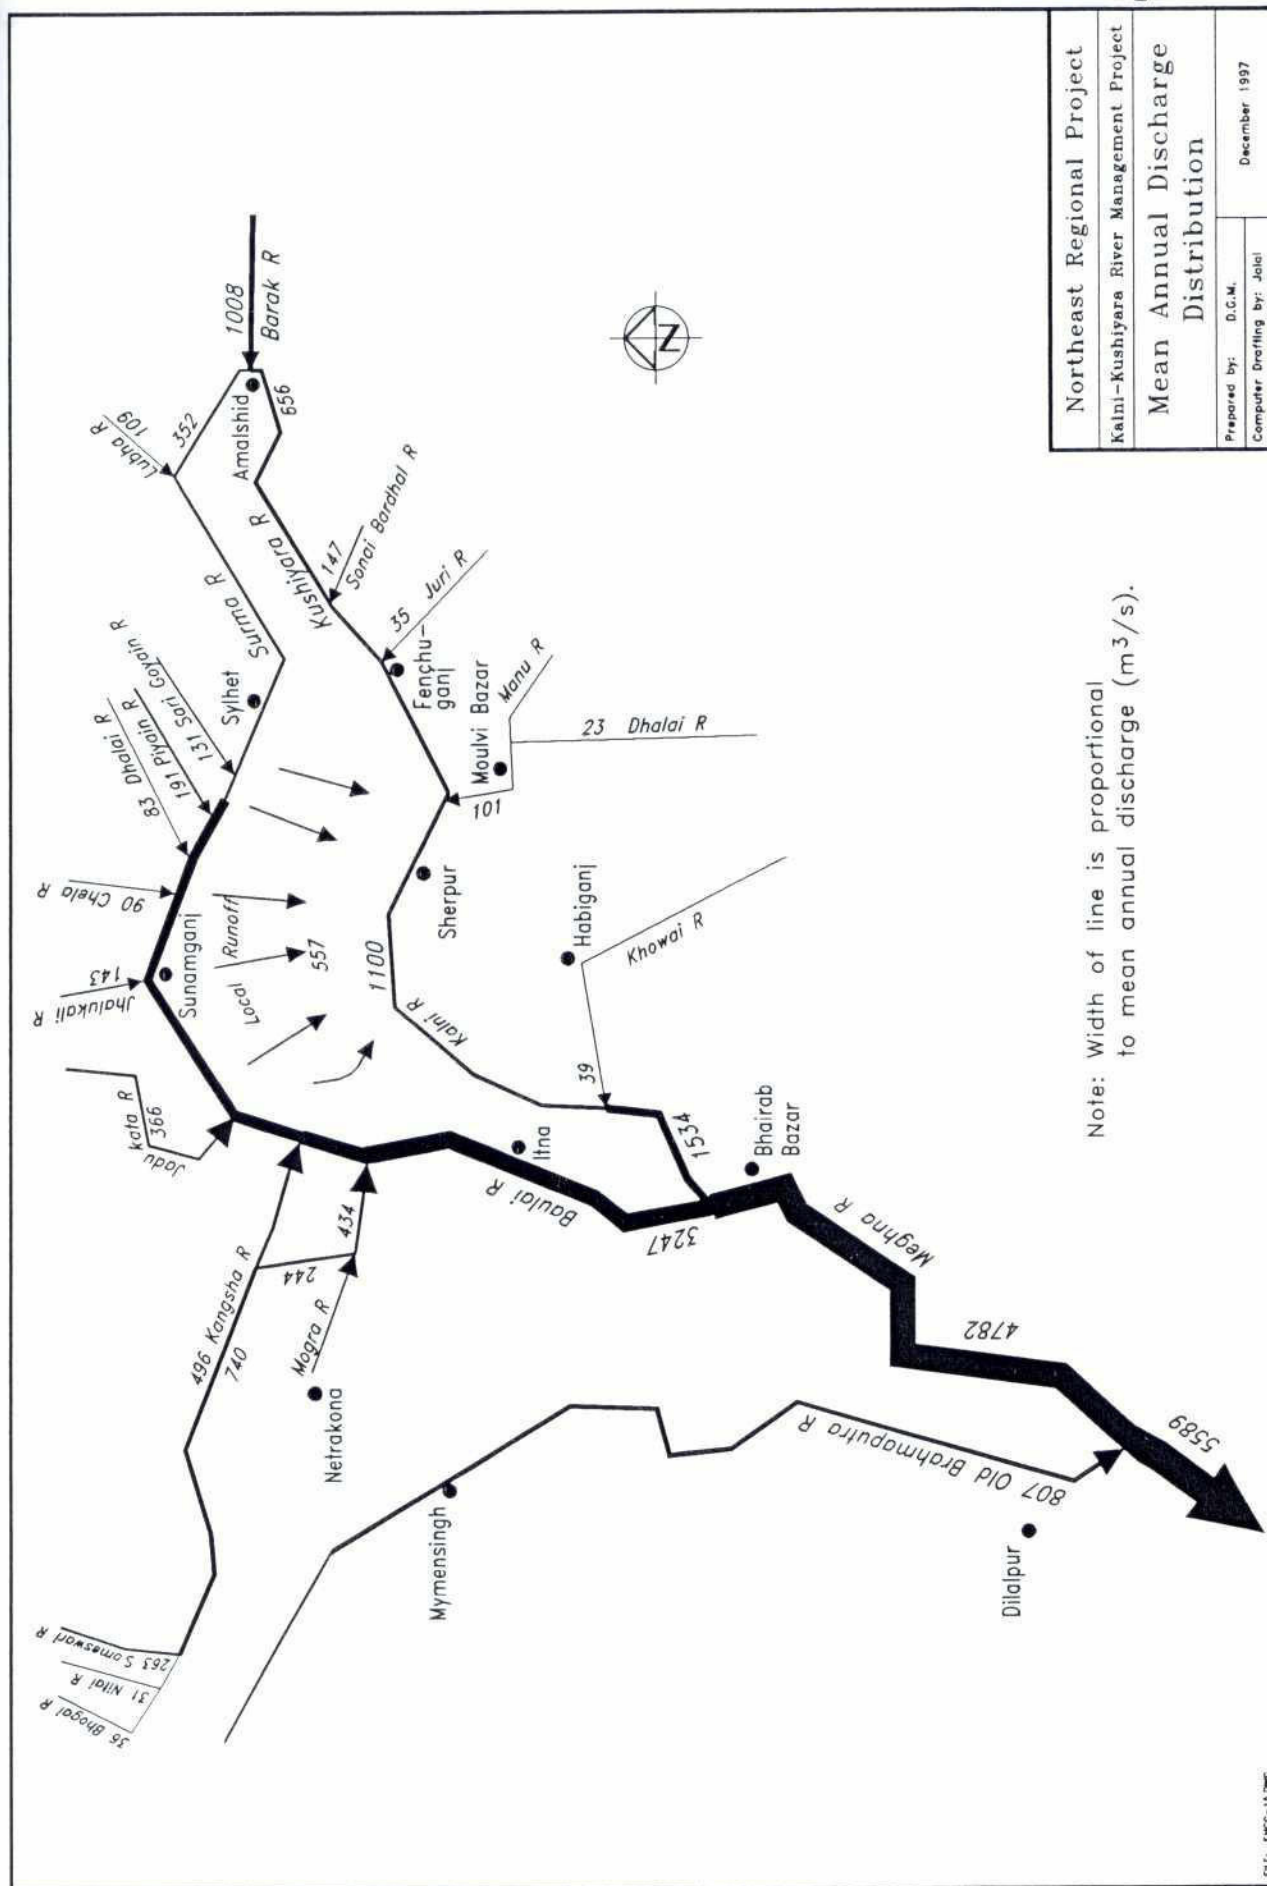 Northeast Regional Project
Kalni-Kushiyara River Management Project
Mean Annual Discharge
Distribution
Prepared by: D.G.M.
Computer Drafting by: Jalal
December 1997
1008
Barak R
Amalshid
656
352
Lubha R
109
Surma R
Kushiyara R
147
Sonai Bardhal R
35 Juri R
Fenchu-
ganj
Moulvi Bazar
Manu R
23 Dhalai R
101
Sylhet
131 Sari Goyain R
191 Piyain R
83 Dhalai R
90 Chela R
Sunamganj
143
Jhalukali
R
Local Runoff
557
Sherpur
1100
Kalni R
Habiganj
Khowai R
39
1534
Bhairab
Bazar
Jadu
kata R
366
Itna
Baulai R
3247
434
244
Mogra R
Netrakona
496 Kangsha R
740
Meghna R
4782
5589
807 Old Brahmaputra R
Mymensingh
Dilalpur
263 Someswari R
31 Nitai R
36 Bhogai R
N
Note: Width of line is proportional
to mean annual discharge (m³/s).